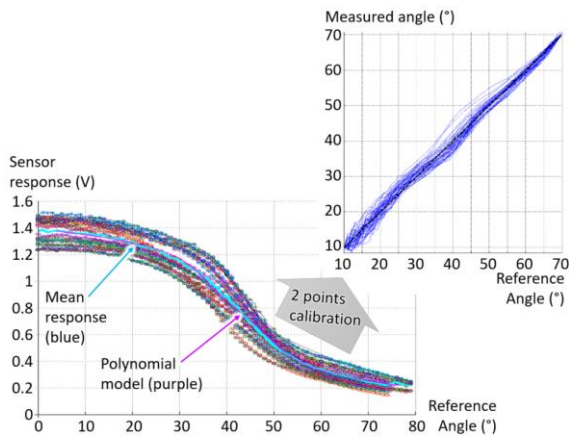 Measured angle (°)
70
60
50
40
30
20
10
10 20 30 40 50 60 70
Reference
Angle (°)
Sensor
response (V)
1.6
1.4
1.2
1
0.8
0.6
0.4
0.2
0
Mean
response
(blue)
Polynomial
model (purple)
2 points
calibration
0 10 20 30 40 50 60 70 80
Reference
Angle (°)